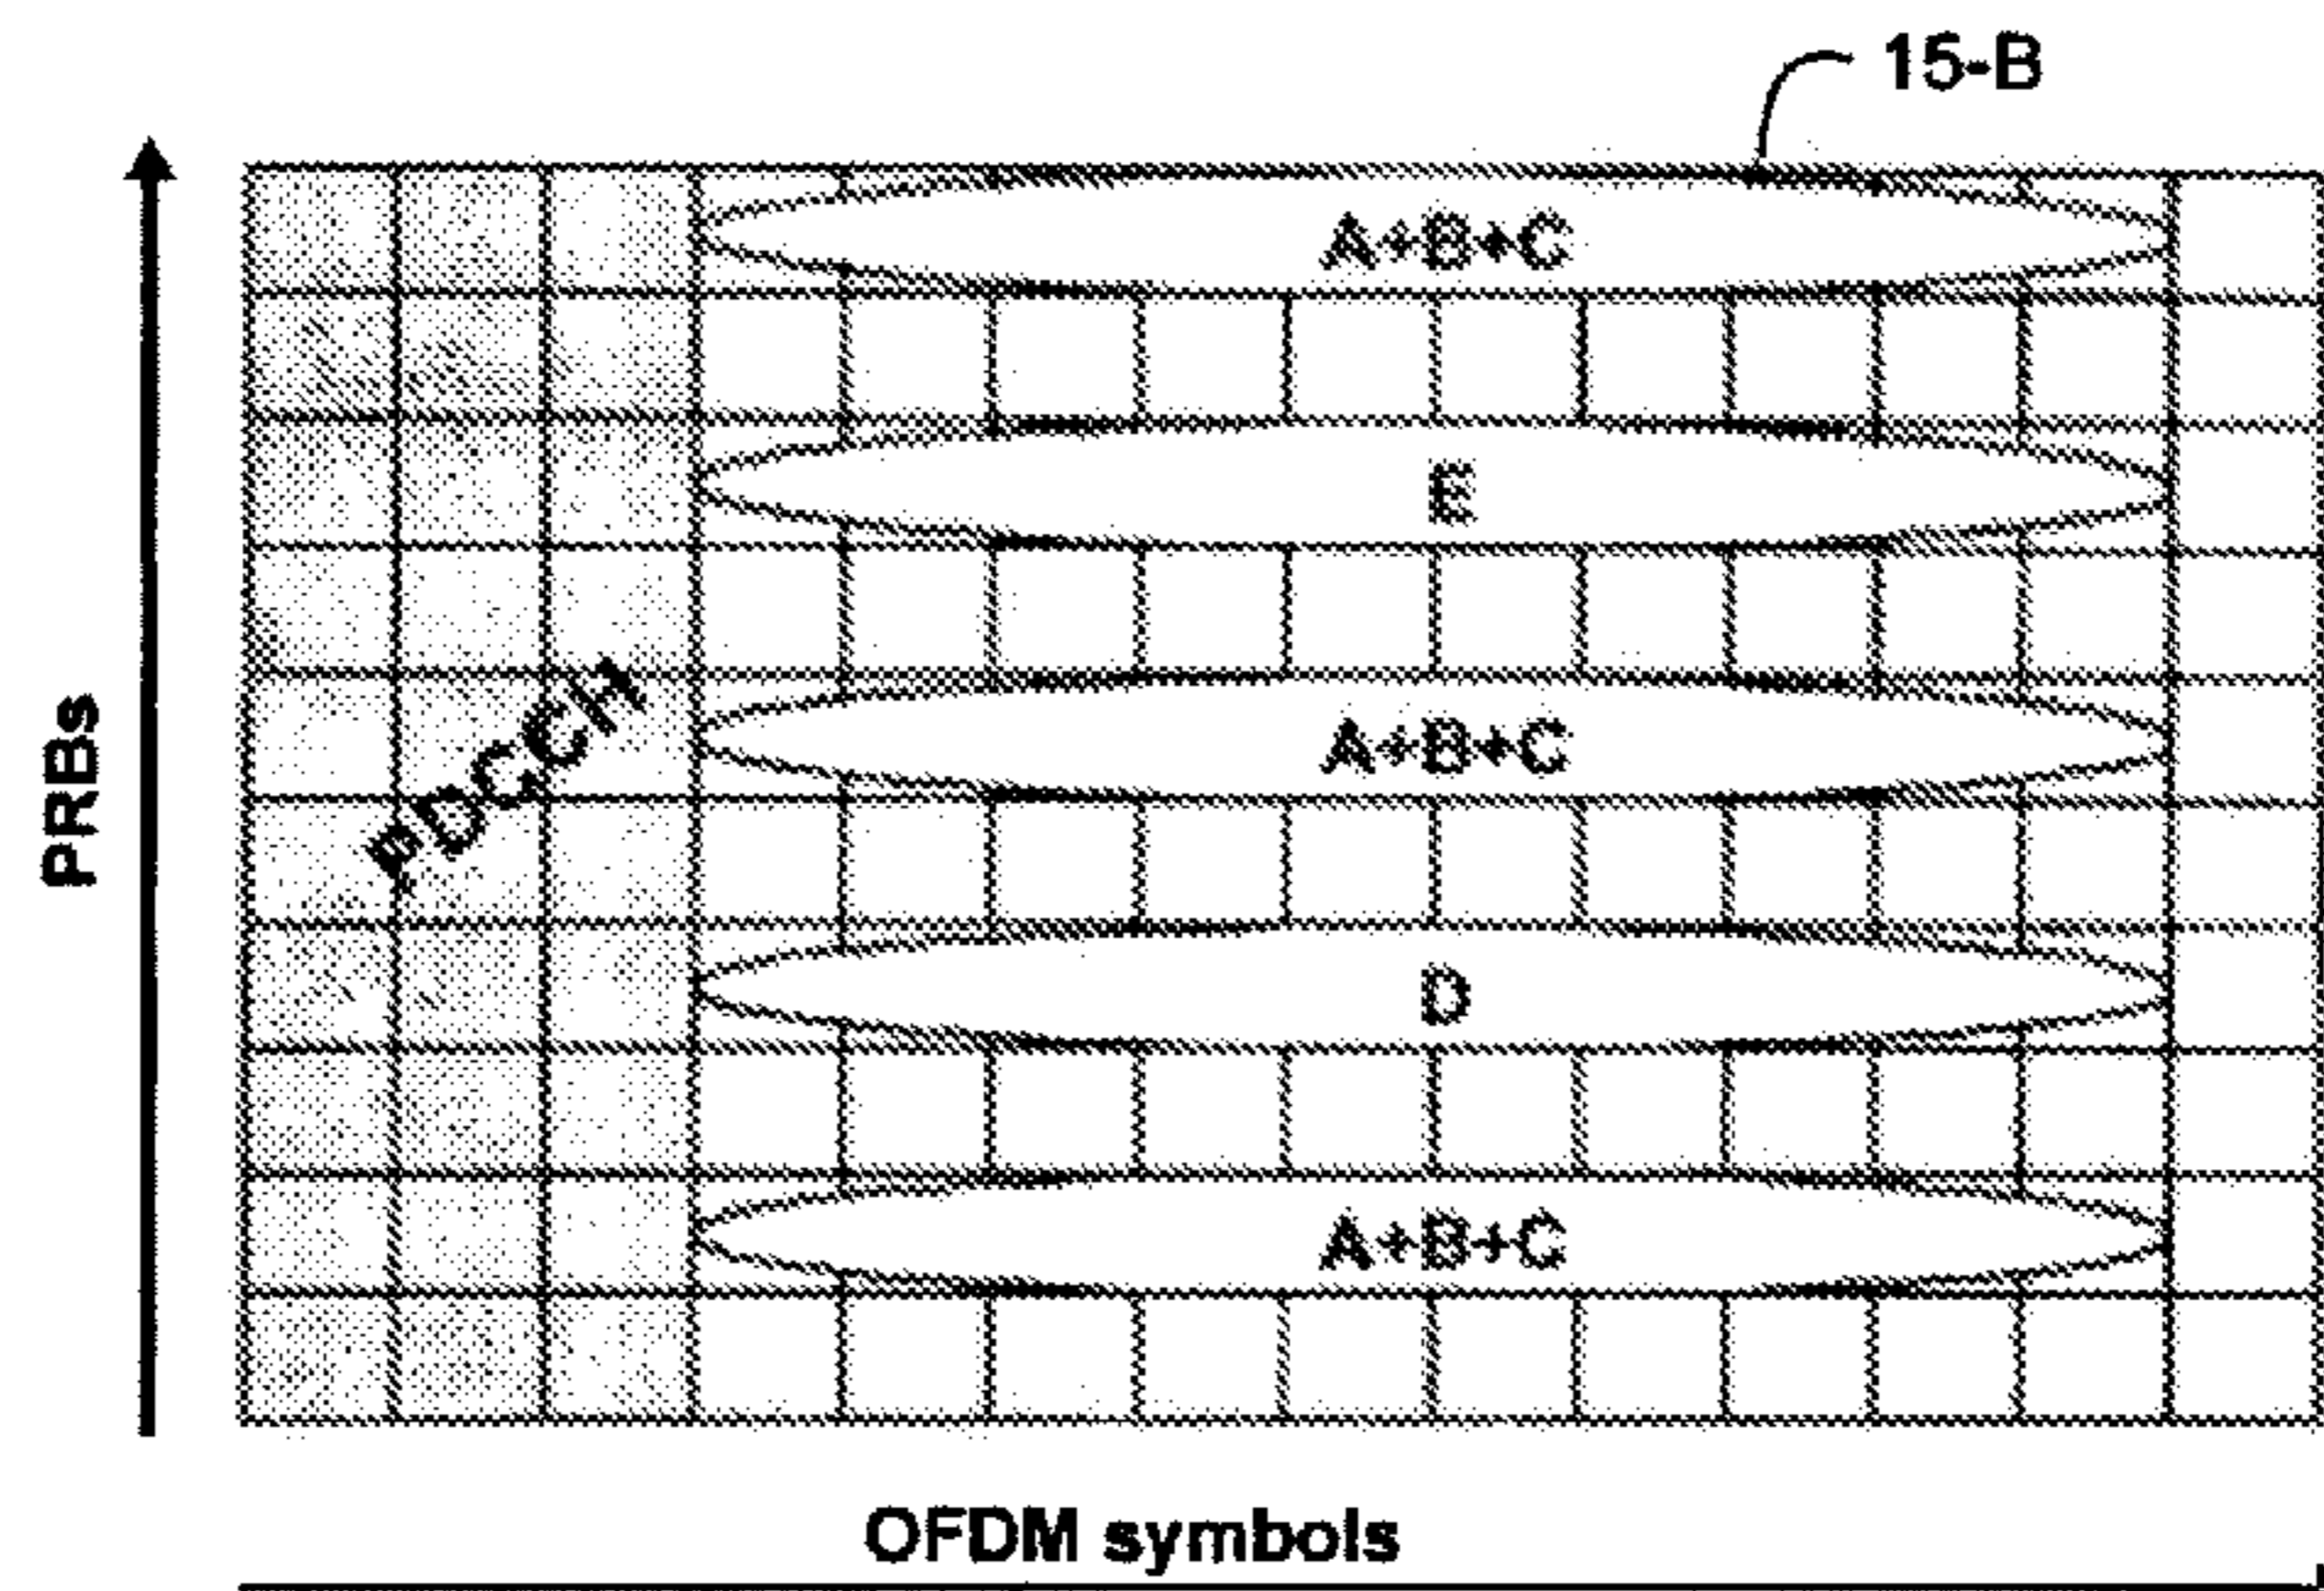 15-B
A+B+C
E
A+B+C
PDCCH
PRBs
D
A+B+C
OFDM symbols